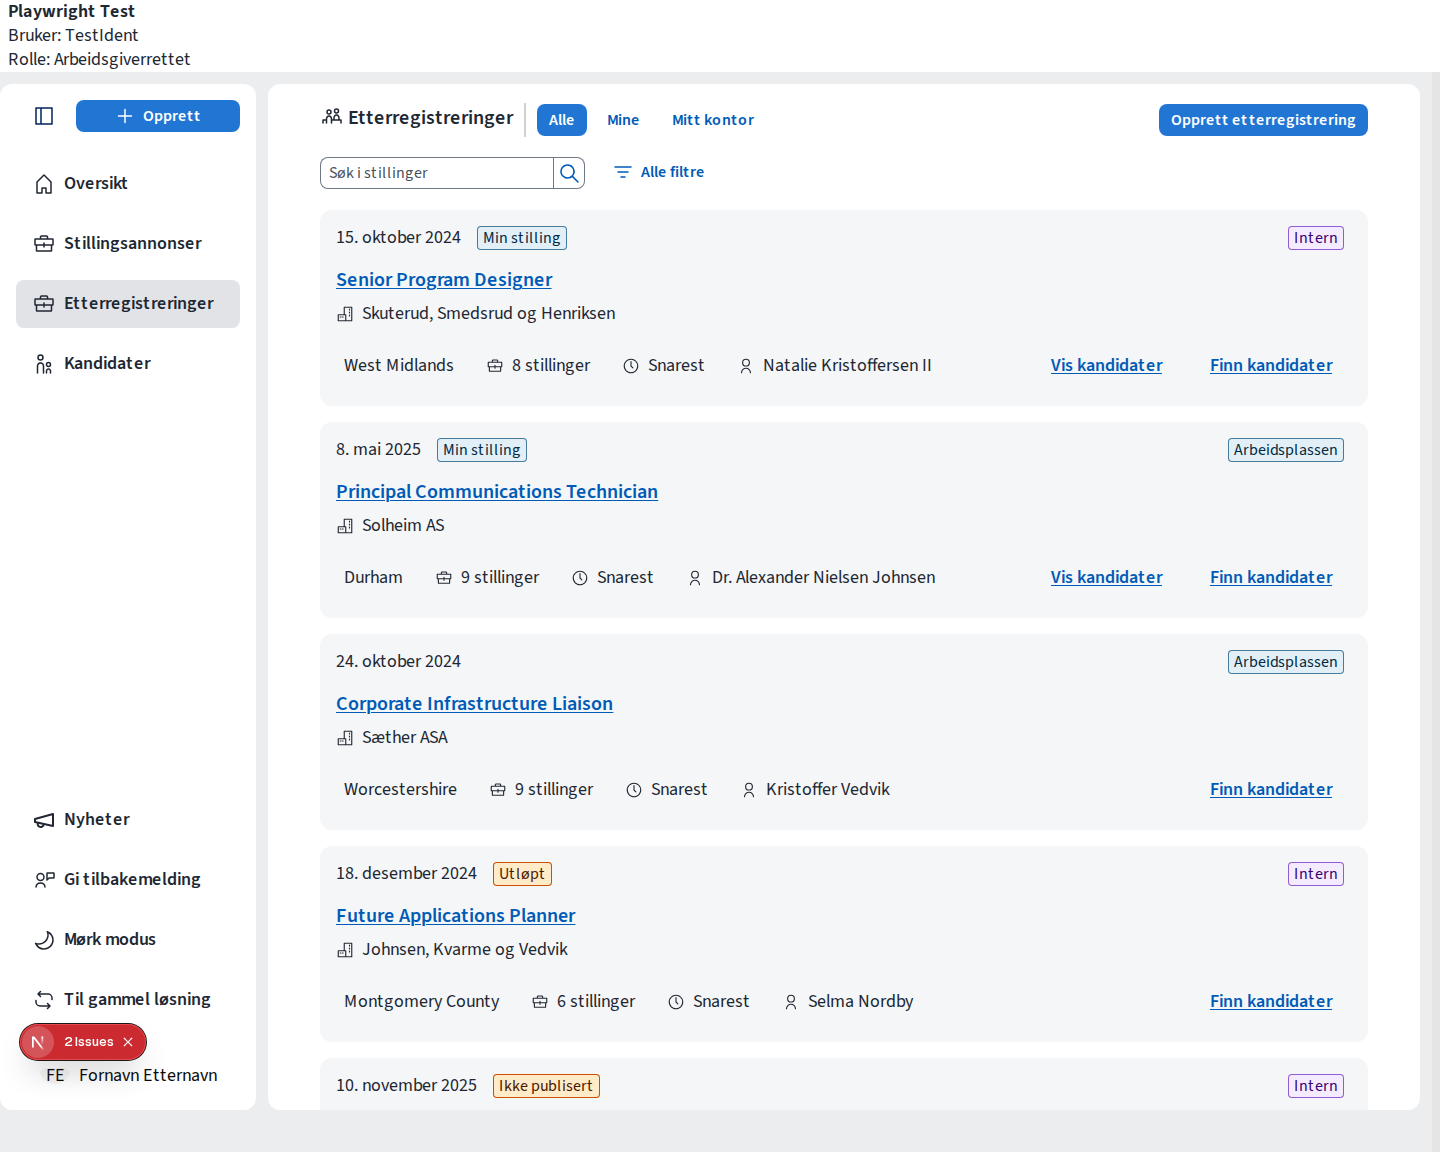 Playwright Test
Bruker: TestIdent
Rolle: Arbeidsgiverrettet
Opprett
Oversikt
Stillingsannonser
Etterregistreringer
Kandidater
Nyheter
Gi tilbakemelding
Mørk modus
Til gammel løsning
2 Issues
FE Fornavn Etternavn
Etterregistreringer Alle Mine Mitt kontor Opprett etterregistrering
Søk i stillinger Alle filtre
15. oktober 2024 Min stilling Intern
Senior Program Designer
Skuterud, Smedsrud og Henriksen
West Midlands 8 stillinger Snarest Natalie Kristoffersen II Vis kandidater Finn kandidater
8. mai 2025 Min stilling Arbeidsplassen
Principal Communications Technician
Solheim AS
Durham 9 stillinger Snarest Dr. Alexander Nielsen Johnsen Vis kandidater Finn kandidater
24. oktober 2024 Arbeidsplassen
Corporate Infrastructure Liaison
Sæther ASA
Worcestershire 9 stillinger Snarest Kristoffer Vedvik Finn kandidater
18. desember 2024 Utløpt Intern
Future Applications Planner
Johnsen, Kvarme og Vedvik
Montgomery County 6 stillinger Snarest Selma Nordby Finn kandidater
10. november 2025 Ikke publisert Intern